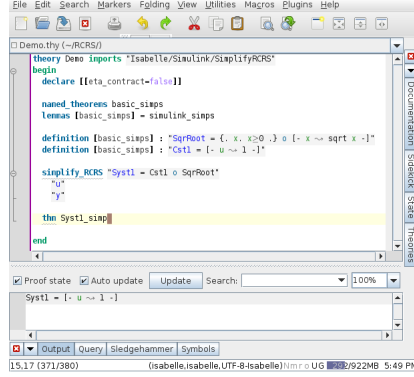 File Edit Search Markers Folding View Utilities Macros Plugins Help
Demo.thy (~/RCRS/)
theory Demo imports "Isabelle/Simulink/SimplifyRCRS"
begin
declare [[eta_contract=false]]
named_theorems basic_simps
lemmas [basic_simps] = simulink_simps
definition [basic_simps] : "SqrRoot = {. x. x≥0 .} o [- x ⤳ sqrt x -]"
definition [basic_simps] : "Cst1 = [- u ⤳ 1 -]"
simplify_RCRS "Syst1 = Cst1 o SqrRoot"
"u"
"y"
thm Syst1_simp
end
Documentation Sidekick State Theories
Proof state Auto update Update Search: 100%
Syst1 = [- u ⤳ 1 -]
Output Query Sledgehammer Symbols
15,17 (371/380) (isabelle,isabelle,UTF-8-Isabelle) N m r o UG 292/922MB 5:49 PM